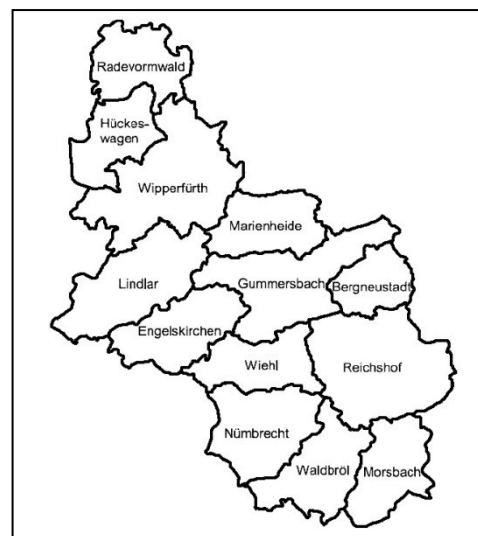 Radevormwald
Hückes-
wagen
Wipperfürth
Marienheide
Lindlar
Gummersbach
Bergneustadt
Engelskirchen
Wiehl
Reichshof
Nümbrecht
Waldbröl
Morsbach